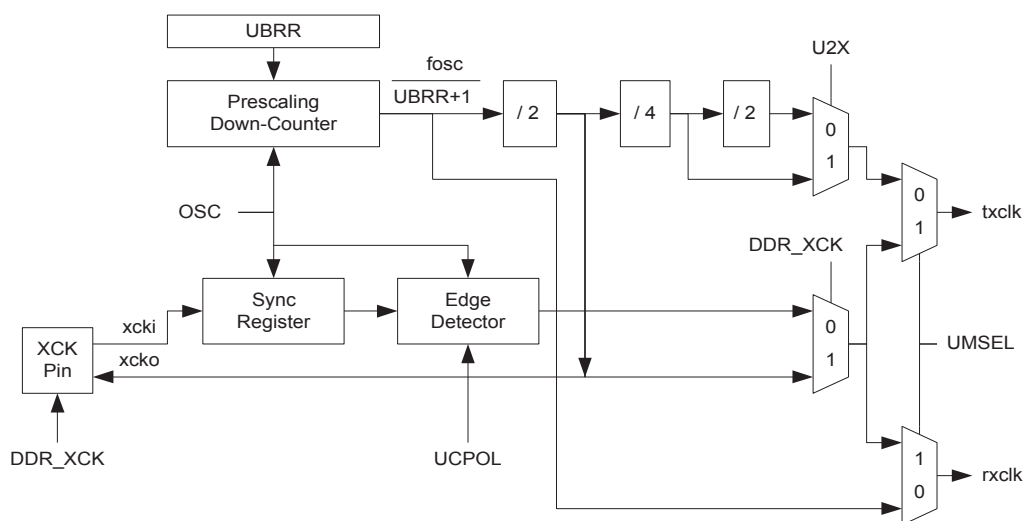 UBRR
fosc
U2X
Prescaling
Down-Counter
UBRR+1
/ 2
/ 4
/ 2
0
1
OSC
0
1
txclk
DDR_XCK
Sync
Register
Edge
Detector
xcki
0
1
UMSEL
XCK
Pin
xcko
DDR_XCK
UCPOL
1
0
rxclk